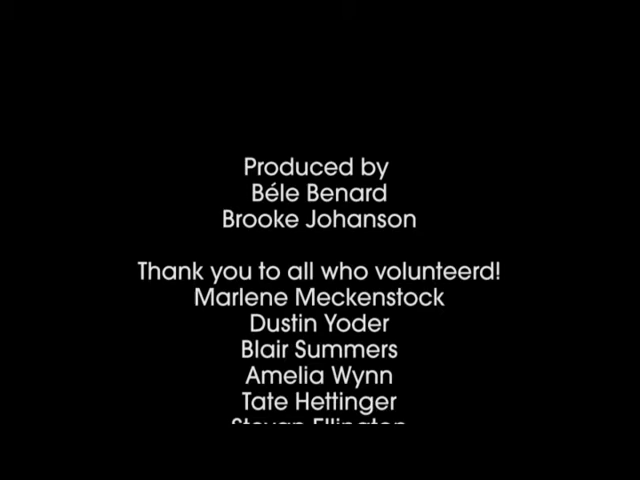 Produced by
Béle Benard
Brooke Johanson
Thank you to all who volunteerd!
Marlene Meckenstock
Dustin Yoder
Blair Summers
Amelia Wynn
Tate Hettinger